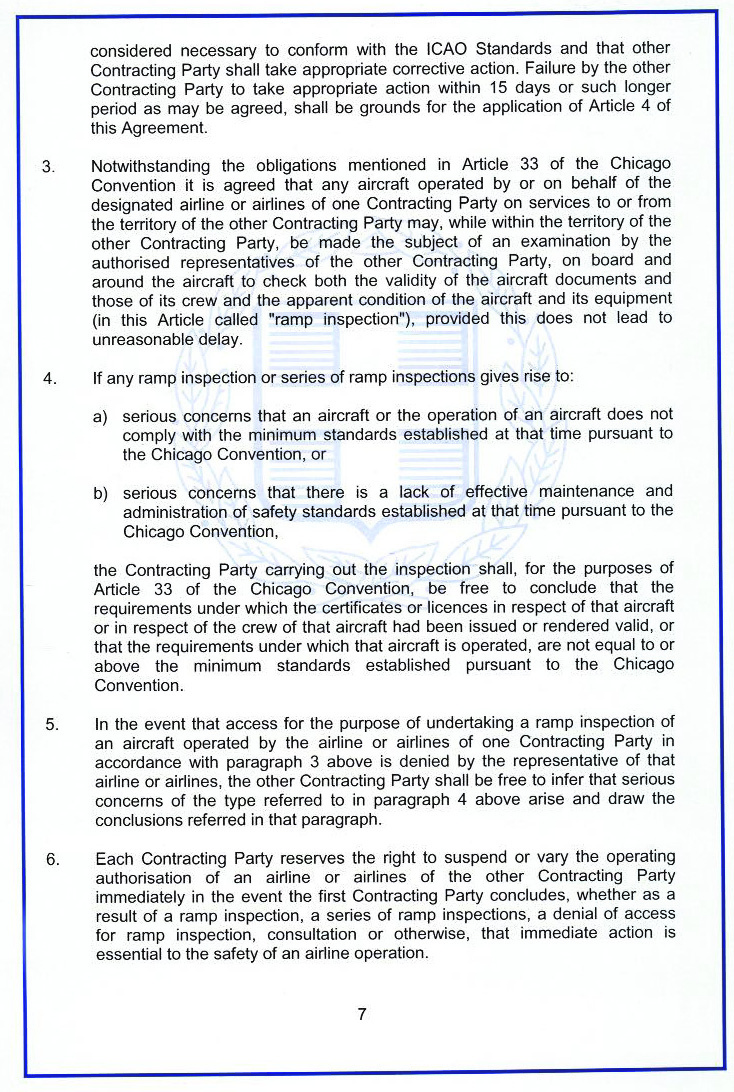 considered necessary to conform with the ICAO Standards and that other
Contracting Party shall take appropriate corrective action. Failure by the other
Contracting Party to take appropriate action within 15 days or such longer
period as may be agreed, shall be grounds for the application of Article 4 of
this Agreement.
3. Notwithstanding the obligations mentioned in Article 33 of the Chicago
Convention it is agreed that any aircraft operated by or on behalf of the
designated airline or airlines of one Contracting Party on services to or from
the territory of the other Contracting Party may, while within the territory of the
other Contracting Party, be made the subject of an examination by the
authorised representatives of the other Contracting Party, on board and
around the aircraft to check both the validity of the aircraft documents and
those of its crew and the apparent condition of the aircraft and its equipment
(in this Article called "ramp inspection"), provided this does not lead to
unreasonable delay.
4. If any ramp inspection or series of ramp inspections gives rise to:
a) serious concerns that an aircraft or the operation of an aircraft does not
comply with the minimum standards established at that time pursuant to
the Chicago Convention, or
b) serious concerns that there is a lack of effective maintenance and
administration of safety standards established at that time pursuant to the
Chicago Convention,
the Contracting Party carrying out the inspection shall, for the purposes of
Article 33 of the Chicago Convention, be free to conclude that the
requirements under which the certificates or licences in respect of that aircraft
or in respect of the crew of that aircraft had been issued or rendered valid, or
that the requirements under which that aircraft is operated, are not equal to or
above the minimum standards established pursuant to the Chicago
Convention.
5. In the event that access for the purpose of undertaking a ramp inspection of
an aircraft operated by the airline or airlines of one Contracting Party in
accordance with paragraph 3 above is denied by the representative of that
airline or airlines, the other Contracting Party shall be free to infer that serious
concerns of the type referred to in paragraph 4 above arise and draw the
conclusions referred in that paragraph.
6. Each Contracting Party reserves the right to suspend or vary the operating
authorisation of an airline or airlines of the other Contracting Party
immediately in the event the first Contracting Party concludes, whether as a
result of a ramp inspection, a series of ramp inspections, a denial of access
for ramp inspection, consultation or otherwise, that immediate action is
essential to the safety of an airline operation.
7